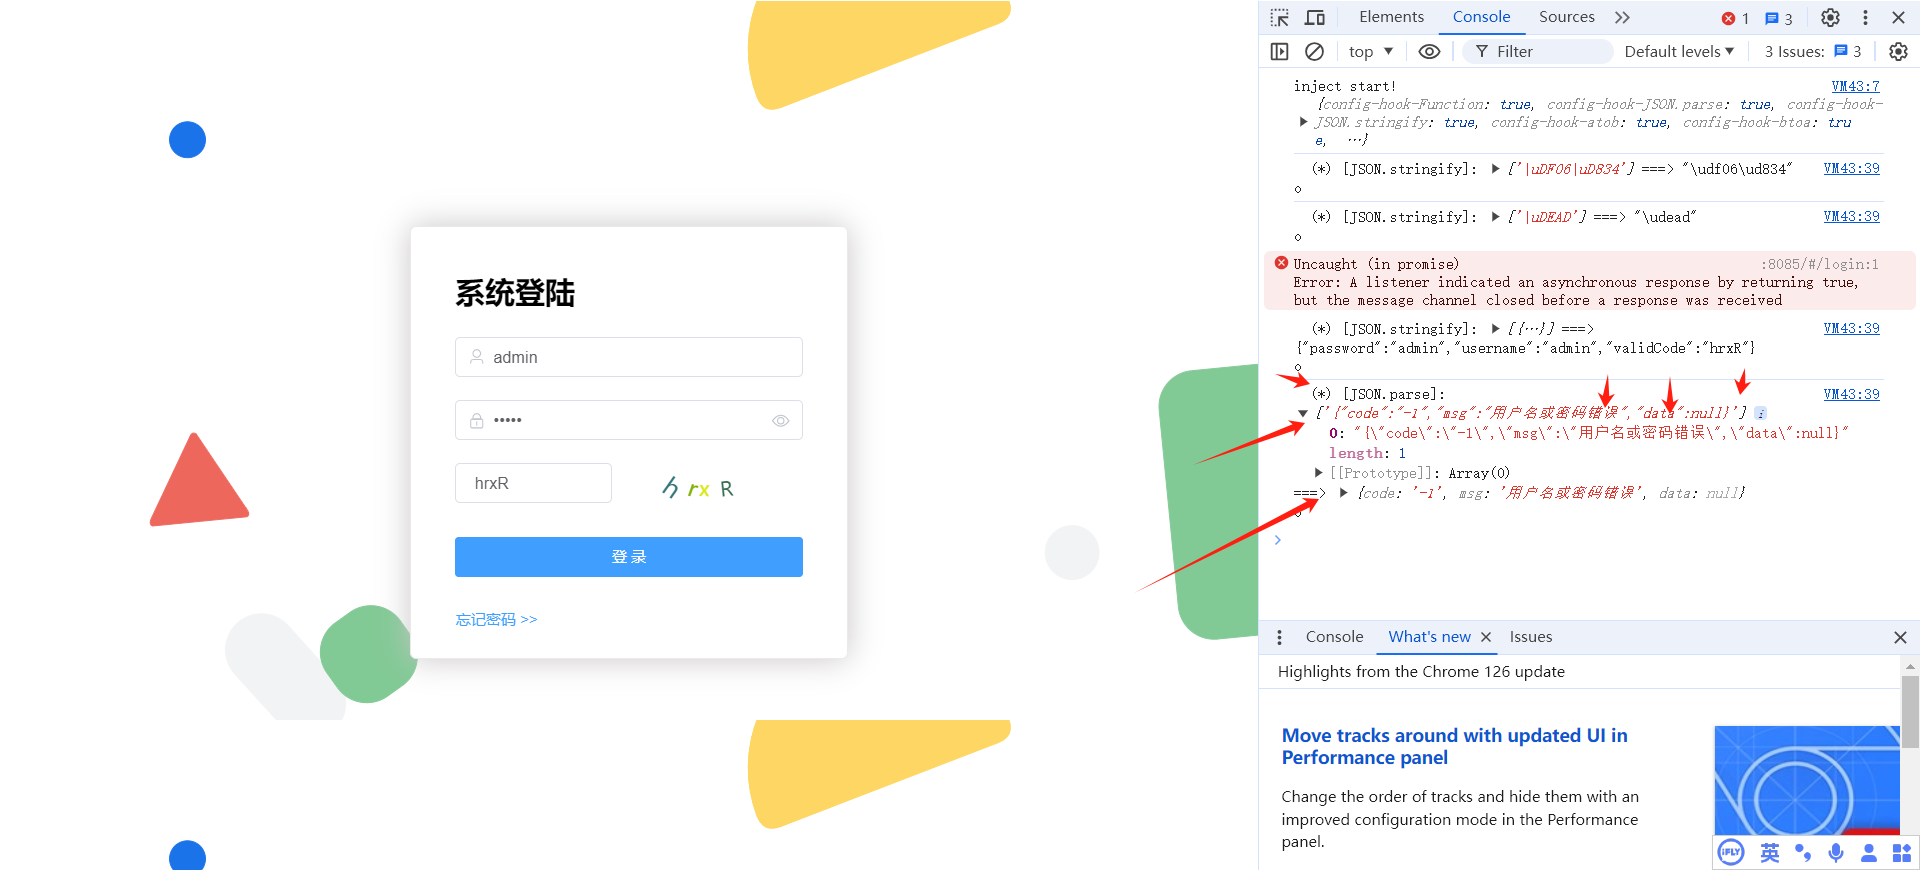 系统登陆
admin
•••••
hrxR
h rx R
登 录
忘记密码 >>
Elements Console Sources 1 3
top Filter Default levels 3 Issues: 3
inject start! VM43:7
{config-hook-Function: true, config-hook-JSON.parse: true, config-hook-
JSON.stringify: true, config-hook-atob: true, config-hook-btoa: tru
e, …}
(*) [JSON.stringify]: ['|uDF06|uD834'] ===> "\udf06\ud834" VM43:39
(*) [JSON.stringify]: ['|uDEAD'] ===> "\udead" VM43:39
Uncaught (in promise) :8085/#/login:1
Error: A listener indicated an asynchronous response by returning true,
but the message channel closed before a response was received
(*) [JSON.stringify]: [{…}] ===> VM43:39
{"password":"admin","username":"admin","validCode":"hrxR"}
(*) [JSON.parse]: VM43:39
['{"code":"-1","msg":"用户名或密码错误","data":null}'] i
0: "{\"code\":\"-1\",\"msg\":\"用户名或密码错误\",\"data\":null}"
length: 1
[[Prototype]]: Array(0)
===> {code: '-1', msg: '用户名或密码错误', data: null}
Console What's new Issues
Highlights from the Chrome 126 update
Move tracks around with updated UI in
Performance panel
Change the order of tracks and hide them with an
improved configuration mode in the Performance
panel.
iFLY 英